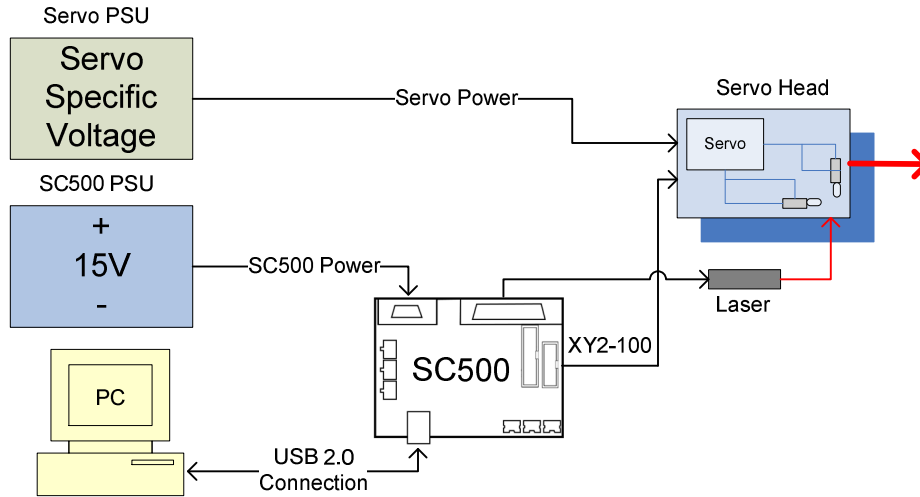 Servo PSU
Servo
Specific
Voltage
Servo Power
Servo Head
Servo
SC500 PSU
+
15V
-
SC500 Power
Laser
XY2-100
SC500
PC
USB 2.0
Connection